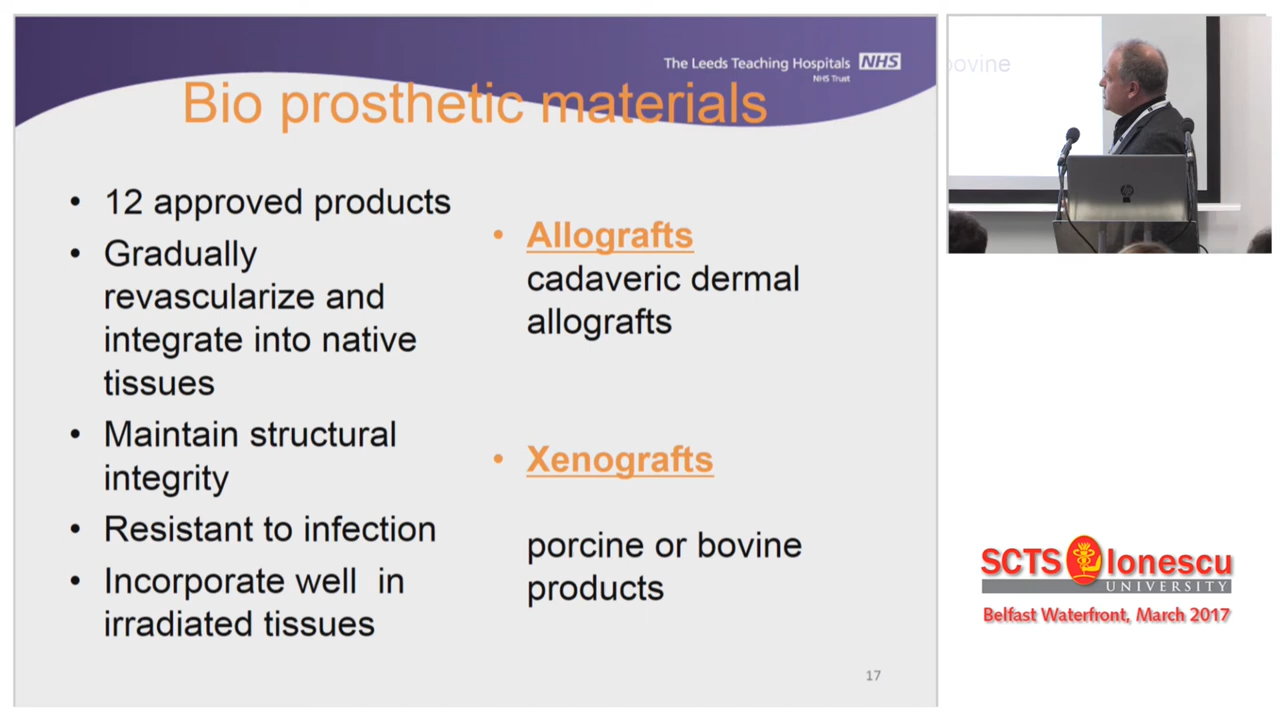 The Leeds Teaching Hospitals NHS
NHS Trust
Bio prosthetic materials
• 12 approved products
• Gradually
revascularize and
integrate into native
tissues
• Maintain structural
integrity
• Resistant to infection
• Incorporate well in
irradiated tissues
• Allografts
cadaveric dermal
allografts
• Xenografts
porcine or bovine
products
17
bovine
hp
SCTS Ionescu
UNIVERSITY
Belfast Waterfront, March 2017